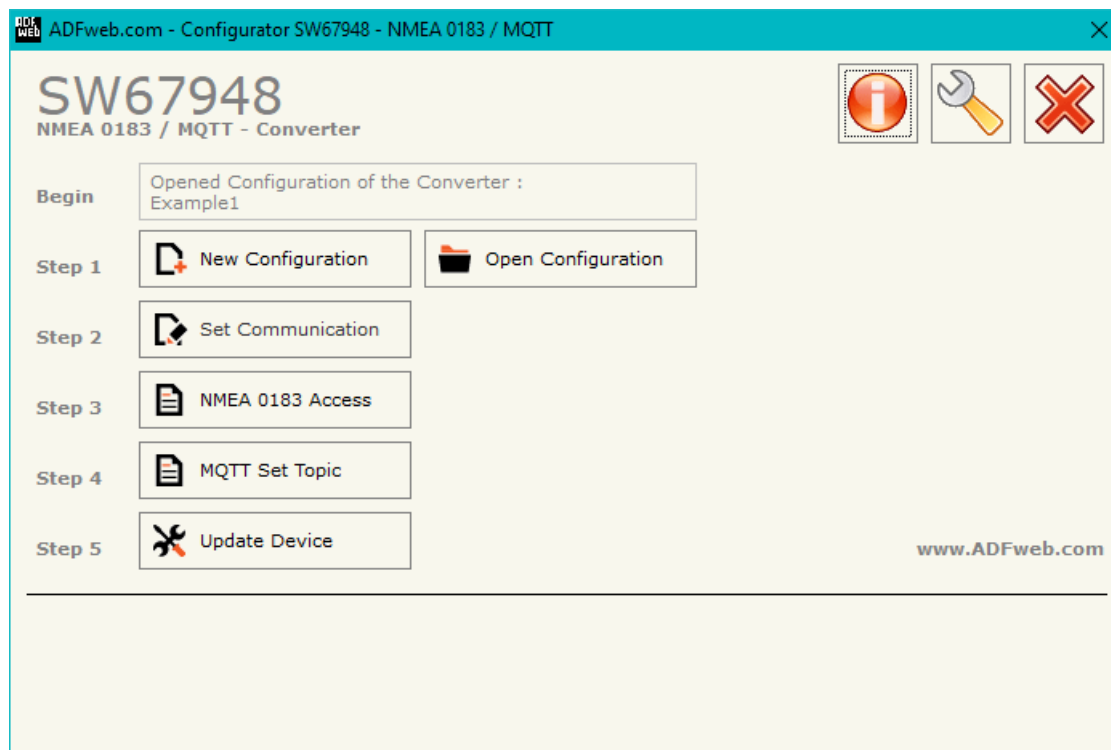 ADF
web
ADFweb.com - Configurator SW67948 - NMEA 0183 / MQTT
SW67948
NMEA 0183 / MQTT - Converter
Begin
Opened Configuration of the Converter :
Example1
Step 1
New Configuration
Open Configuration
Step 2
Set Communication
Step 3
NMEA 0183 Access
Step 4
MQTT Set Topic
Step 5
Update Device
www.ADFweb.com